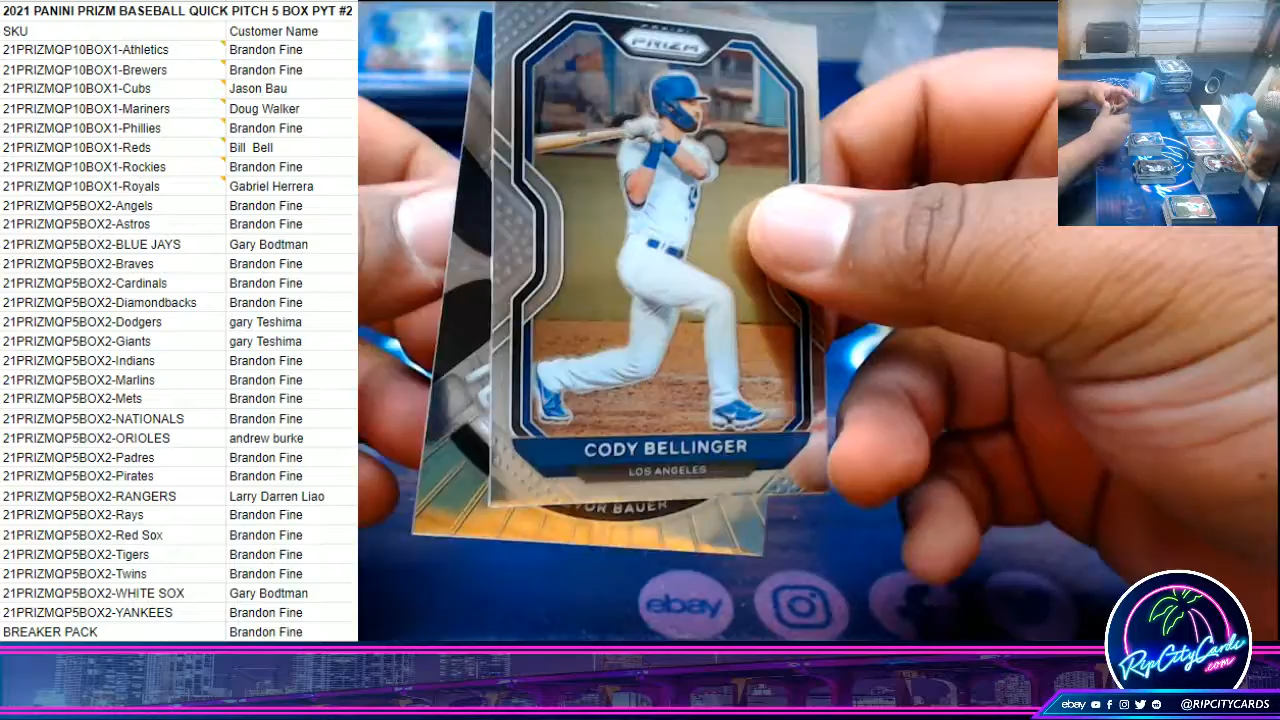 2021 PANINI PRIZM BASEBALL QUICK PITCH 5 BOX PYT #2
SKU Customer Name
21PRIZMQP10BOX1-Athletics Brandon Fine
21PRIZMQP10BOX1-Brewers Brandon Fine
21PRIZMQP10BOX1-Cubs Jason Bau
21PRIZMQP10BOX1-Mariners Doug Walker
21PRIZMQP10BOX1-Phillies Brandon Fine
21PRIZMQP10BOX1-Reds Bill Bell
21PRIZMQP10BOX1-Rockies Brandon Fine
21PRIZMQP10BOX1-Royals Gabriel Herrera
21PRIZMQP5BOX2-Angels Brandon Fine
21PRIZMQP5BOX2-Astros Brandon Fine
21PRIZMQP5BOX2-BLUE JAYS Gary Bodtman
21PRIZMQP5BOX2-Braves Brandon Fine
21PRIZMQP5BOX2-Cardinals Brandon Fine
21PRIZMQP5BOX2-Diamondbacks Brandon Fine
21PRIZMQP5BOX2-Dodgers gary Teshima
21PRIZMQP5BOX2-Giants gary Teshima
21PRIZMQP5BOX2-Indians Brandon Fine
21PRIZMQP5BOX2-Marlins Brandon Fine
21PRIZMQP5BOX2-Mets Brandon Fine
21PRIZMQP5BOX2-NATIONALS Brandon Fine
21PRIZMQP5BOX2-ORIOLES andrew burke
21PRIZMQP5BOX2-Padres Brandon Fine
21PRIZMQP5BOX2-Pirates Brandon Fine
21PRIZMQP5BOX2-RANGERS Larry Darren Liao
21PRIZMQP5BOX2-Rays Brandon Fine
21PRIZMQP5BOX2-Red Sox Brandon Fine
21PRIZMQP5BOX2-Tigers Brandon Fine
21PRIZMQP5BOX2-Twins Brandon Fine
21PRIZMQP5BOX2-WHITE SOX Gary Bodtman
21PRIZMQP5BOX2-YANKEES Brandon Fine
BREAKER PACK Brandon Fine
PANINI
PRIZM
CODY BELLINGER
LOS ANGELES
BAUER
ebay
RipCityCards
.com
ebay @RIPCITYCARDS